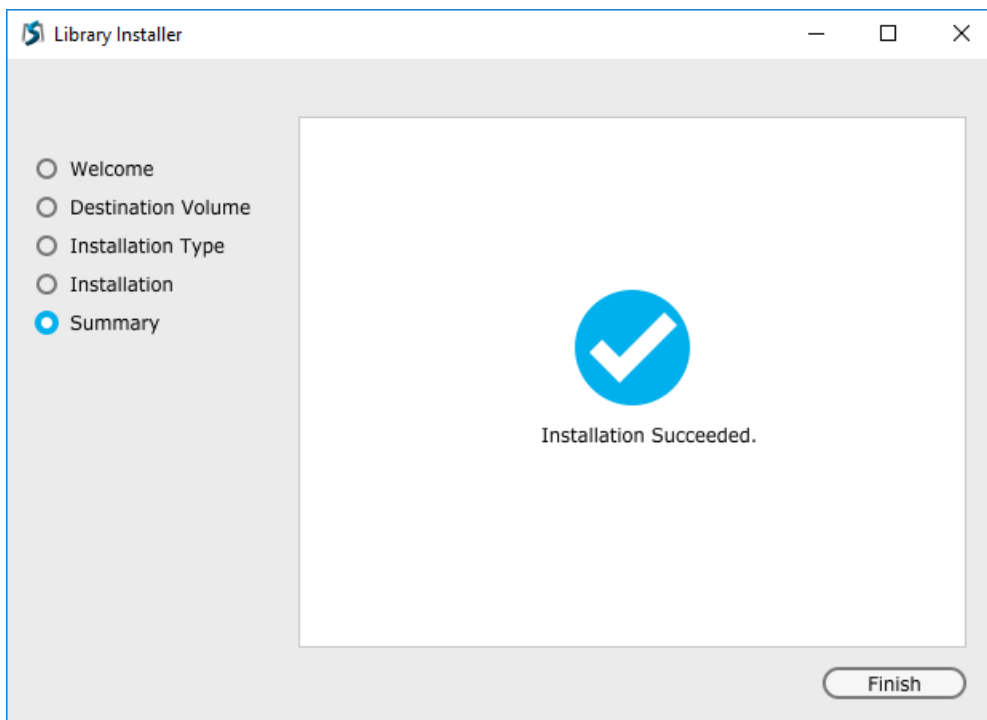 Library Installer
Welcome
Destination Volume
Installation Type
Installation
Summary
Installation Succeeded.
Finish